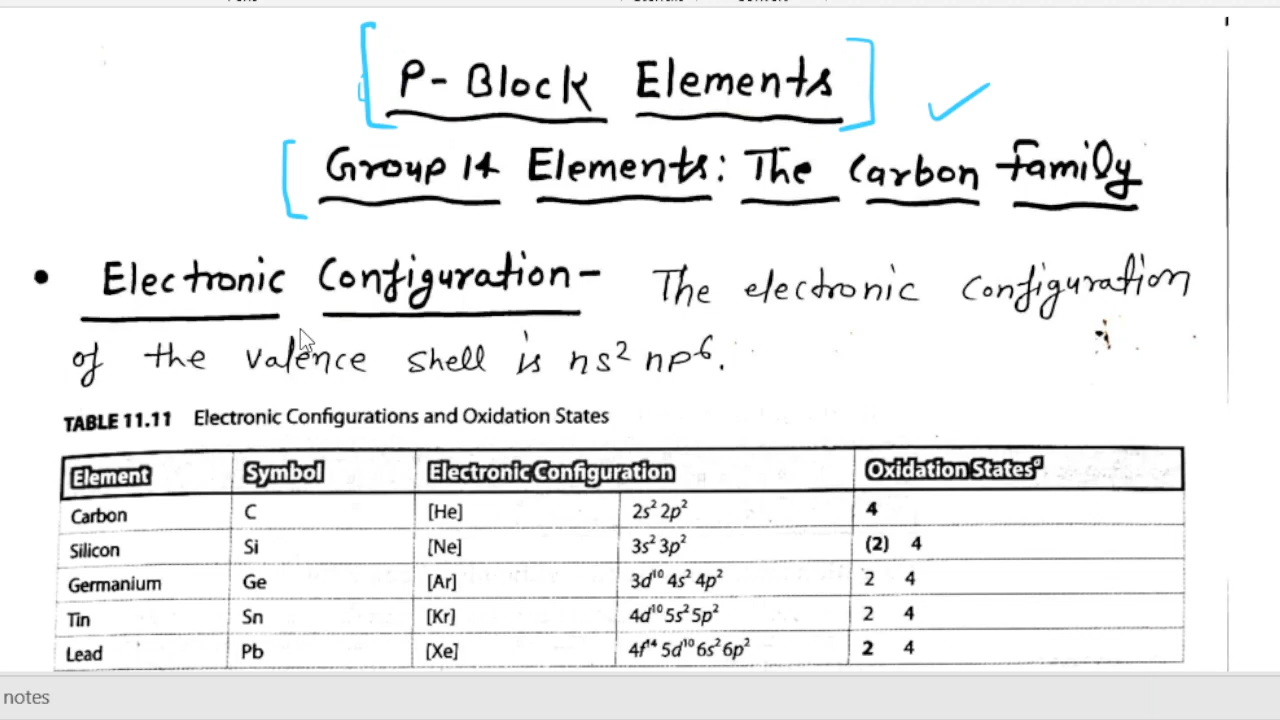 P-Block Elements
Group 14 Elements: The Carbon Family
• Electronic Configuration- The electronic configuration
of the valence shell is ns² np⁶.
TABLE 11.11 Electronic Configurations and Oxidation States
Element Symbol Electronic Configuration Oxidation Statesᵃ
Carbon C [He] 2s² 2p² 4
Silicon Si [Ne] 3s² 3p² (2) 4
Germanium Ge [Ar] 3d¹⁰ 4s² 4p² 2 4
Tin Sn [Kr] 4d¹⁰ 5s² 5p² 2 4
Lead Pb [Xe] 4f¹⁴ 5d¹⁰ 6s² 6p² 2 4
notes